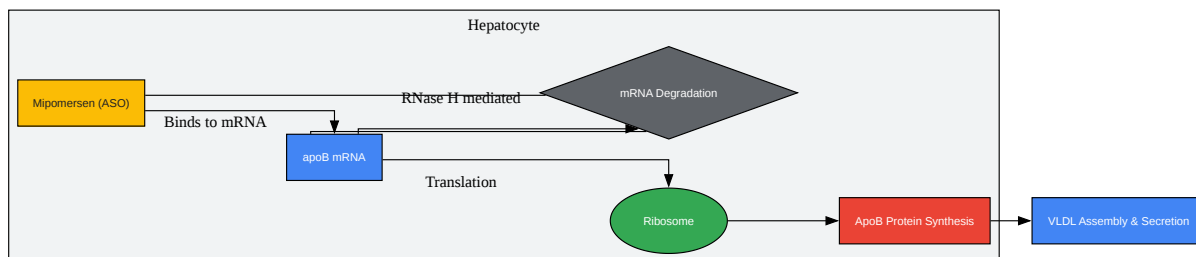 Hepatocyte
Mipomersen (ASO)
RNase H mediated
mRNA Degradation
Binds to mRNA
apoB mRNA
Translation
Ribosome
ApoB Protein Synthesis
VLDL Assembly & Secretion